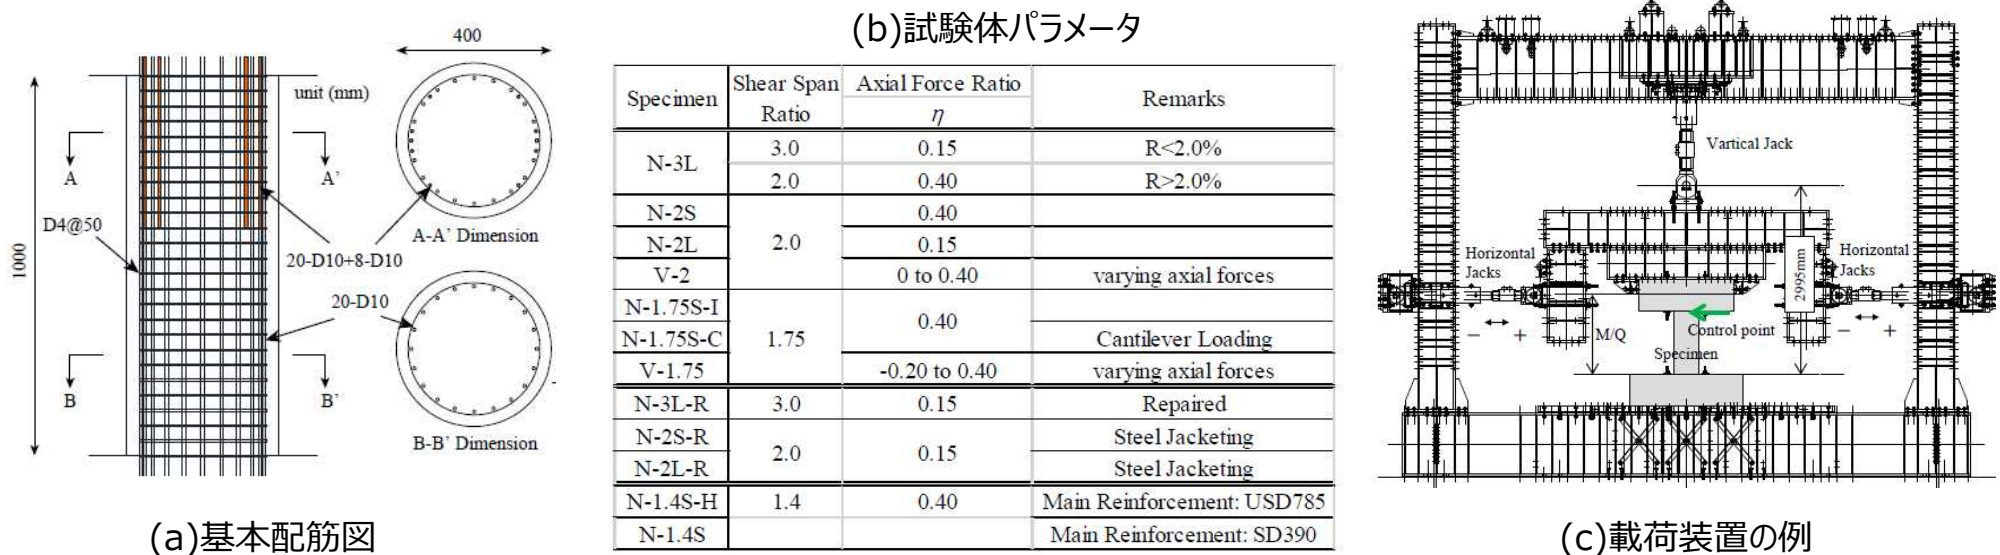 400
unit (mm)
1000
A
A'
D4@50
A-A' Dimension
20-D10+8-D10
20-D10
B
B'
B-B' Dimension
(a)基本配筋図
(b)試験体パラメータ
Specimen Shear Span Ratio Axial Force Ratio η Remarks
N-3L 3.0 0.15 R<2.0%
2.0 0.40 R>2.0%
N-2S 2.0 0.40
N-2L 0.15
V-2 0 to 0.40 varying axial forces
N-1.75S-I 1.75 0.40
N-1.75S-C Cantilever Loading
V-1.75 -0.20 to 0.40 varying axial forces
N-3L-R 3.0 0.15 Repaired
N-2S-R 2.0 0.15 Steel Jacketing
N-2L-R Steel Jacketing
N-1.4S-H 1.4 0.40 Main Reinforcement: USD785
N-1.4S Main Reinforcement: SD390
Vartical Jack
Horizontal
Jacks
2995mm
Horizontal
Jacks
− +
M/Q
Control point
− +
Specimen
(c)載荷装置の例